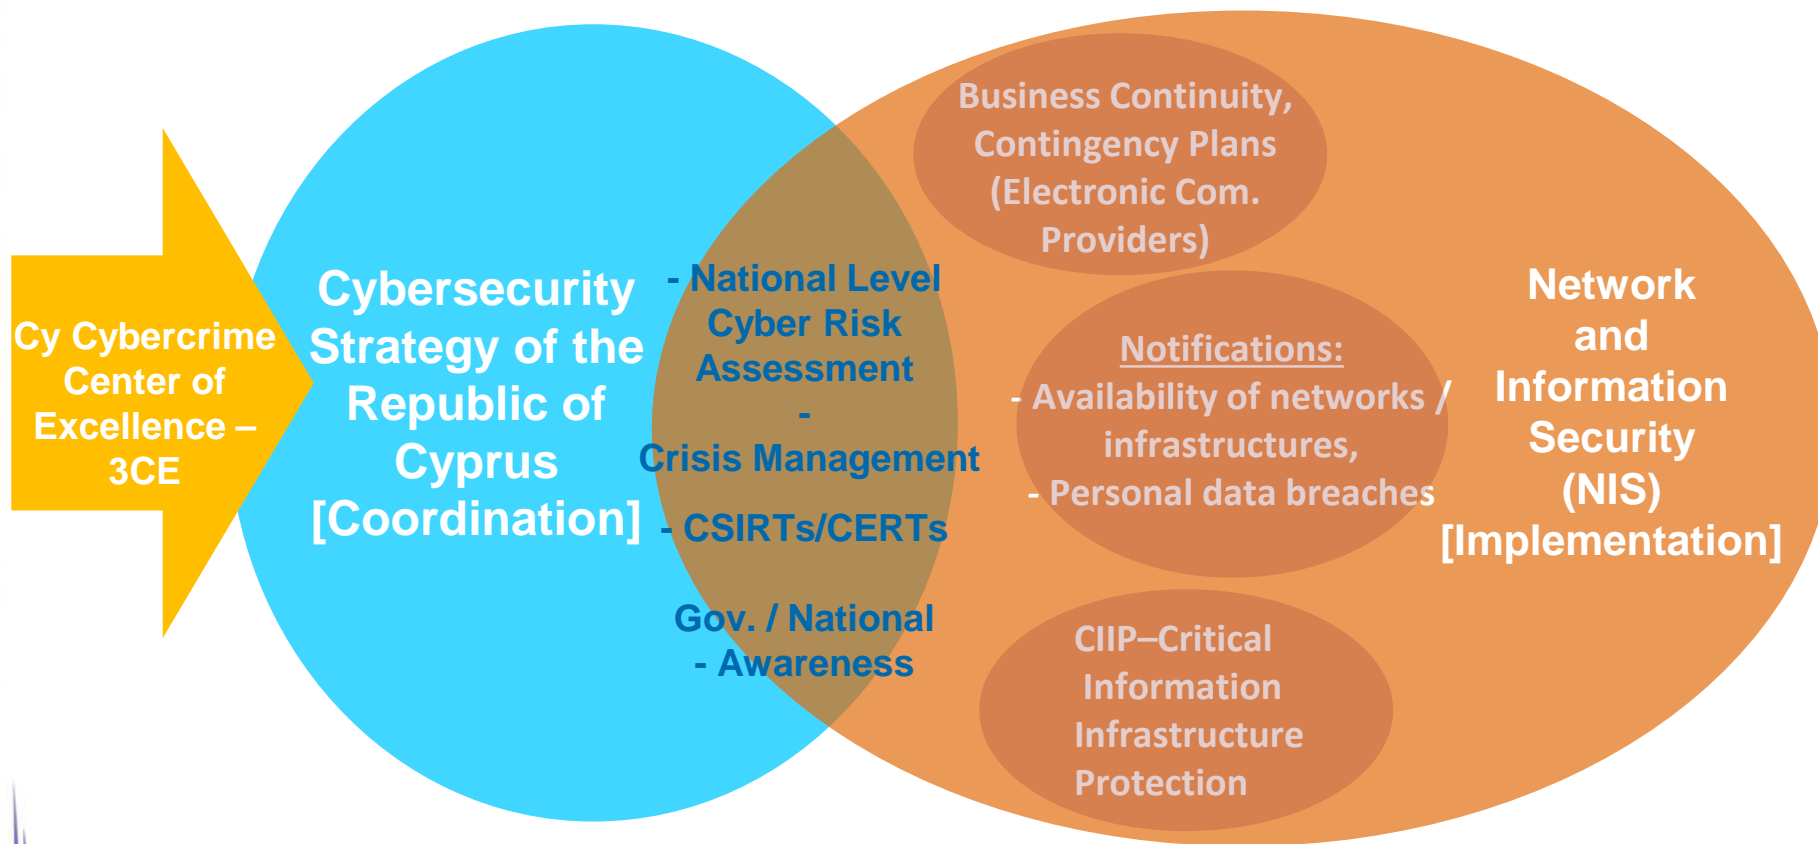 Cy Cybercrime
Center of
Excellence –
3CE
Cybersecurity
Strategy of the
Republic of
Cyprus
[Coordination]
- National Level
Cyber Risk
Assessment
-
Crisis Management
- CSIRTs/CERTs
Gov. / National
- Awareness
Business Continuity,
Contingency Plans
(Electronic Com.
Providers)
Notifications:
- Availability of networks /
infrastructures,
- Personal data breaches
CIIP–Critical
Information
Infrastructure
Protection
Network
and
Information
Security
(NIS)
[Implementation]